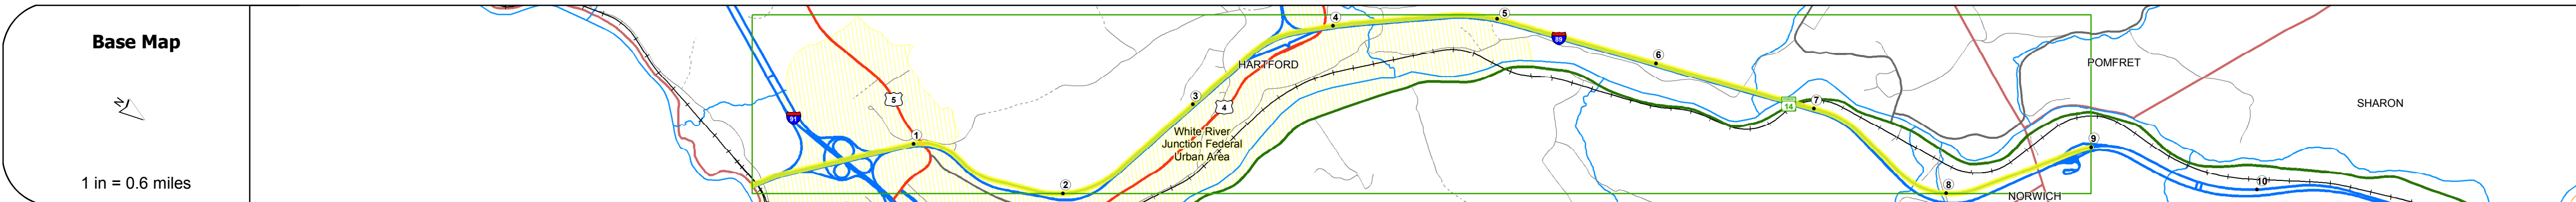 Base Map
N
1 in = 0.6 miles
91
5
1
2
3
HARTFORD
4
White River
Junction Federal
Urban Area
4
5
89
6
14
7
8
9
POMFRET
NORWICH
10
SHARON